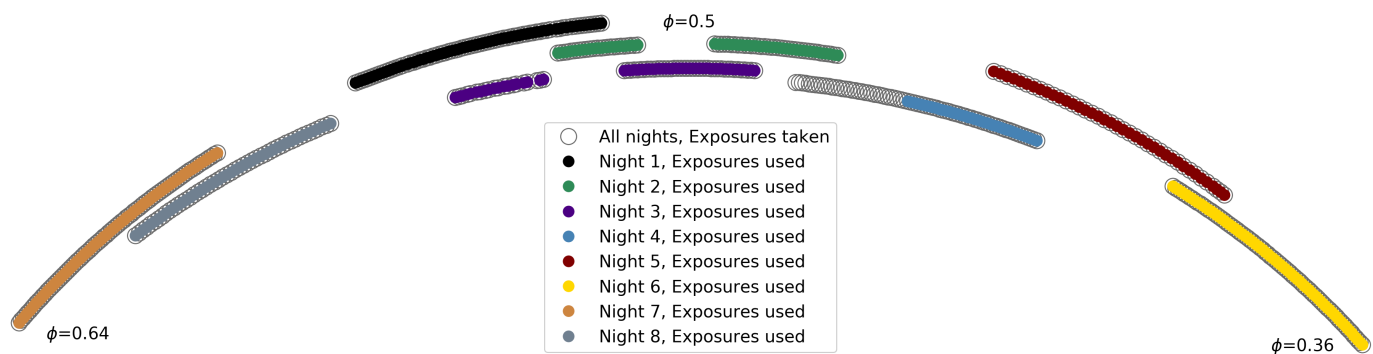 ϕ=0.5
All nights, Exposures taken
Night 1, Exposures used
Night 2, Exposures used
Night 3, Exposures used
Night 4, Exposures used
Night 5, Exposures used
Night 6, Exposures used
Night 7, Exposures used
Night 8, Exposures used
ϕ=0.64
ϕ=0.36